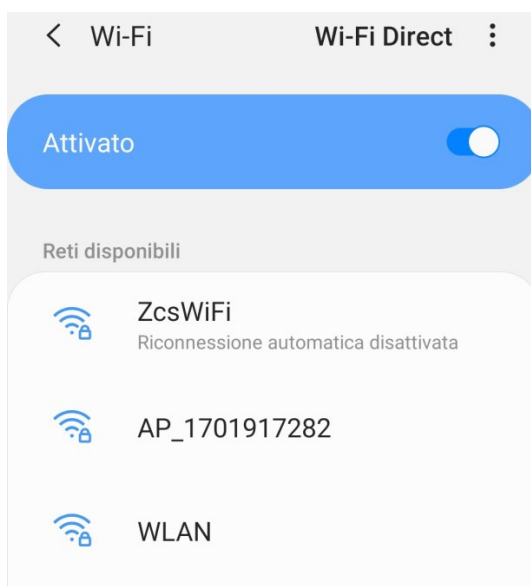 Wi-Fi Wi-Fi Direct
Attivato
Reti disponibili
ZcsWiFi
Riconnessione automatica disattivata
AP_1701917282
WLAN